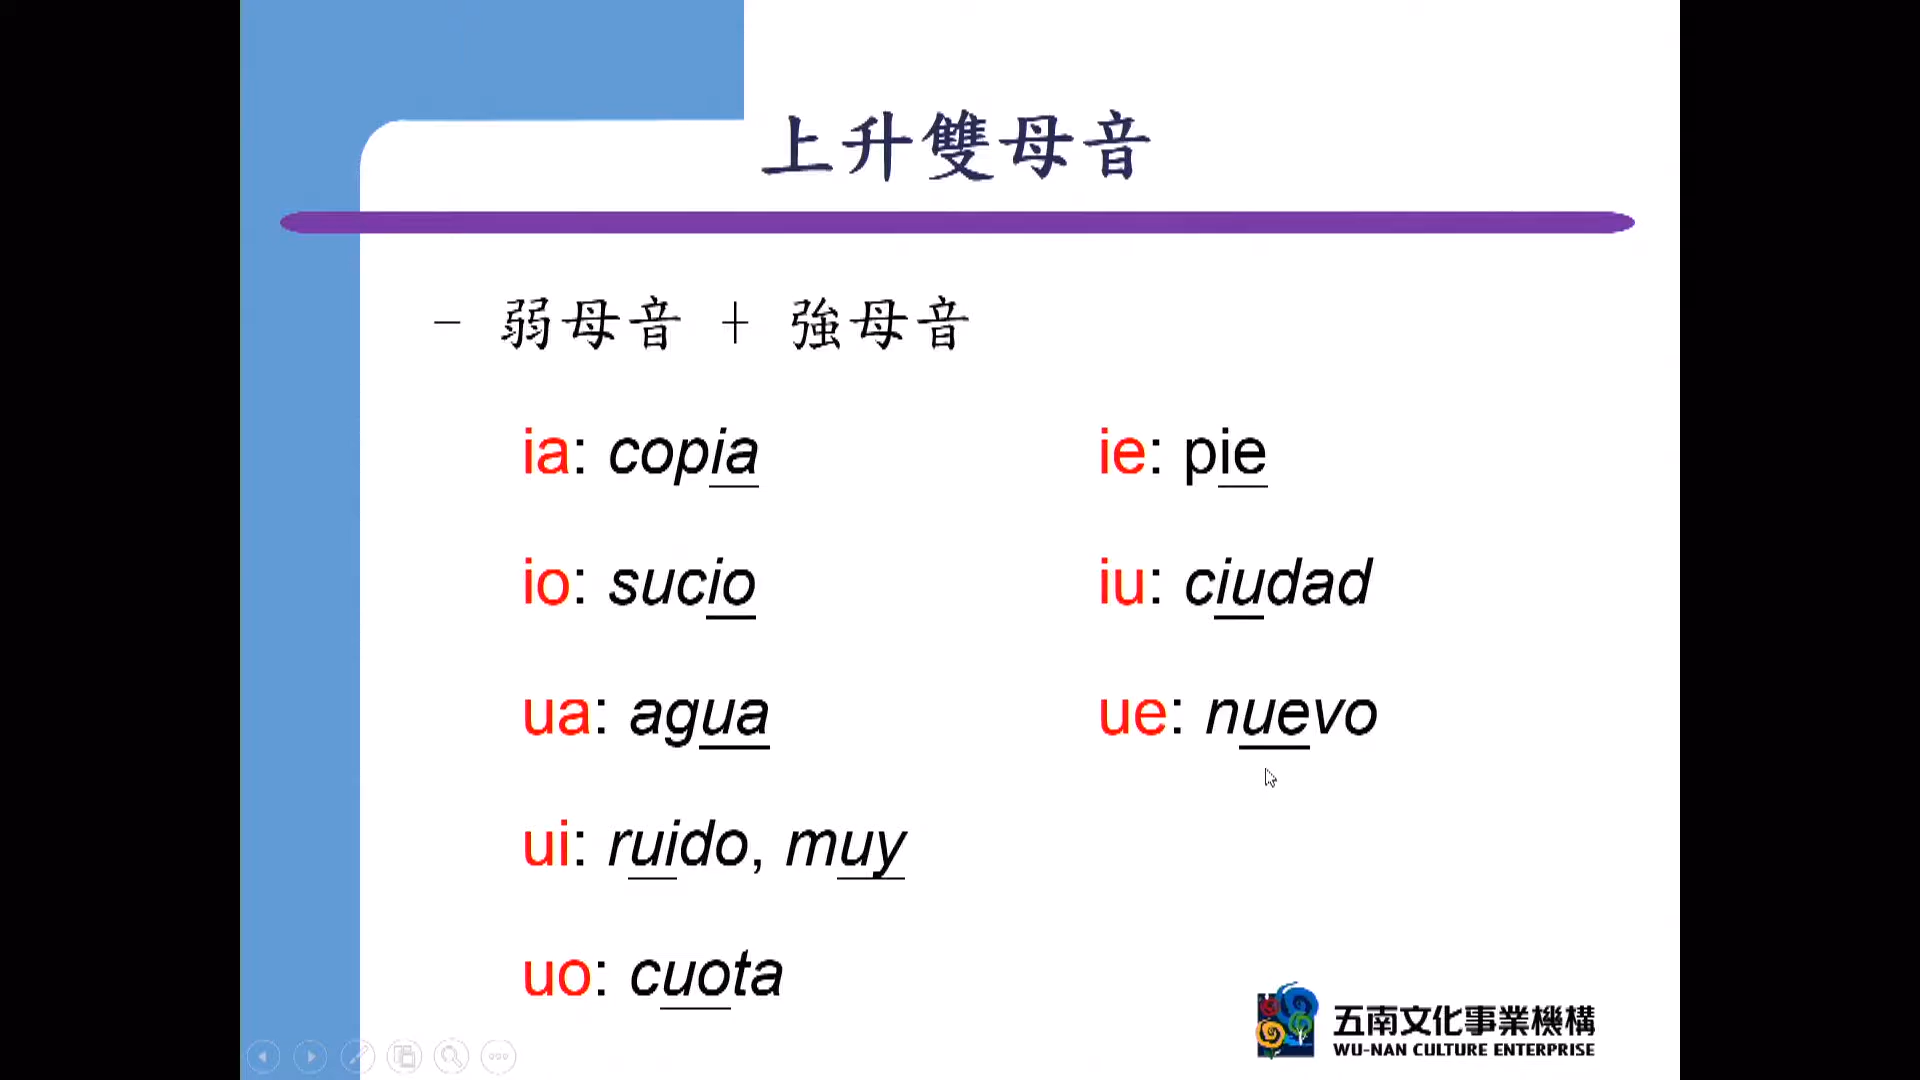 上升雙母音
- 弱母音 + 強母音
ia: copia ie: pie
io: sucio iu: ciudad
ua: agua ue: nuevo
ui: ruido, muy
uo: cuota
五南文化事業機構
WU-NAN CULTURE ENTERPRISE